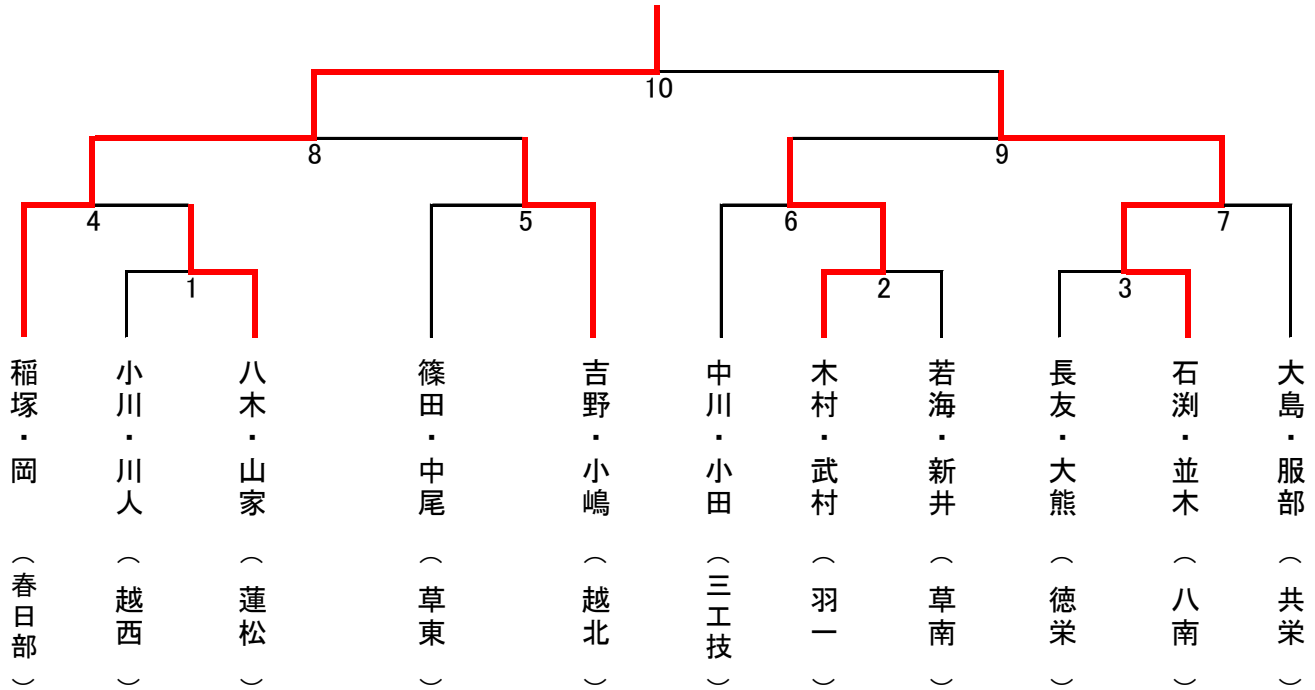 10
8
9
4
5
6
7
1
2
3
稲塚・岡（春日部）
小川・川人（越西）
八木・山家（蓮松）
篠田・中尾（草東）
吉野・小嶋（越北）
中川・小田（三工技）
木村・武村（羽一）
若海・新井（草南）
長友・大熊（徳栄）
石渕・並木（八南）
大島・服部（共栄）